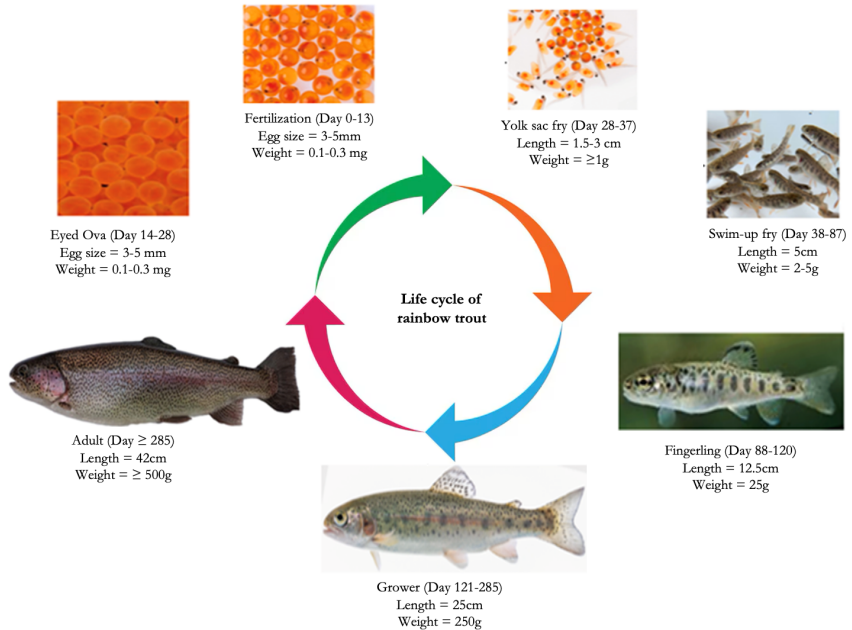 Fertilization (Day 0-13)
Egg size = 3-5mm
Weight = 0.1-0.3 mg
Yolk sac fry (Day 28-37)
Length = 1.5-3 cm
Weight = ≥1g
Eyed Ova (Day 14-28)
Egg size = 3-5 mm
Weight = 0.1-0.3 mg
Swim-up fry (Day 38-87)
Length = 5cm
Weight = 2-5g
Life cycle of
rainbow trout
Adult (Day ≥ 285)
Length = 42cm
Weight = ≥ 500g
Fingerling (Day 88-120)
Length = 12.5cm
Weight = 25g
Grower (Day 121-285)
Length = 25cm
Weight = 250g